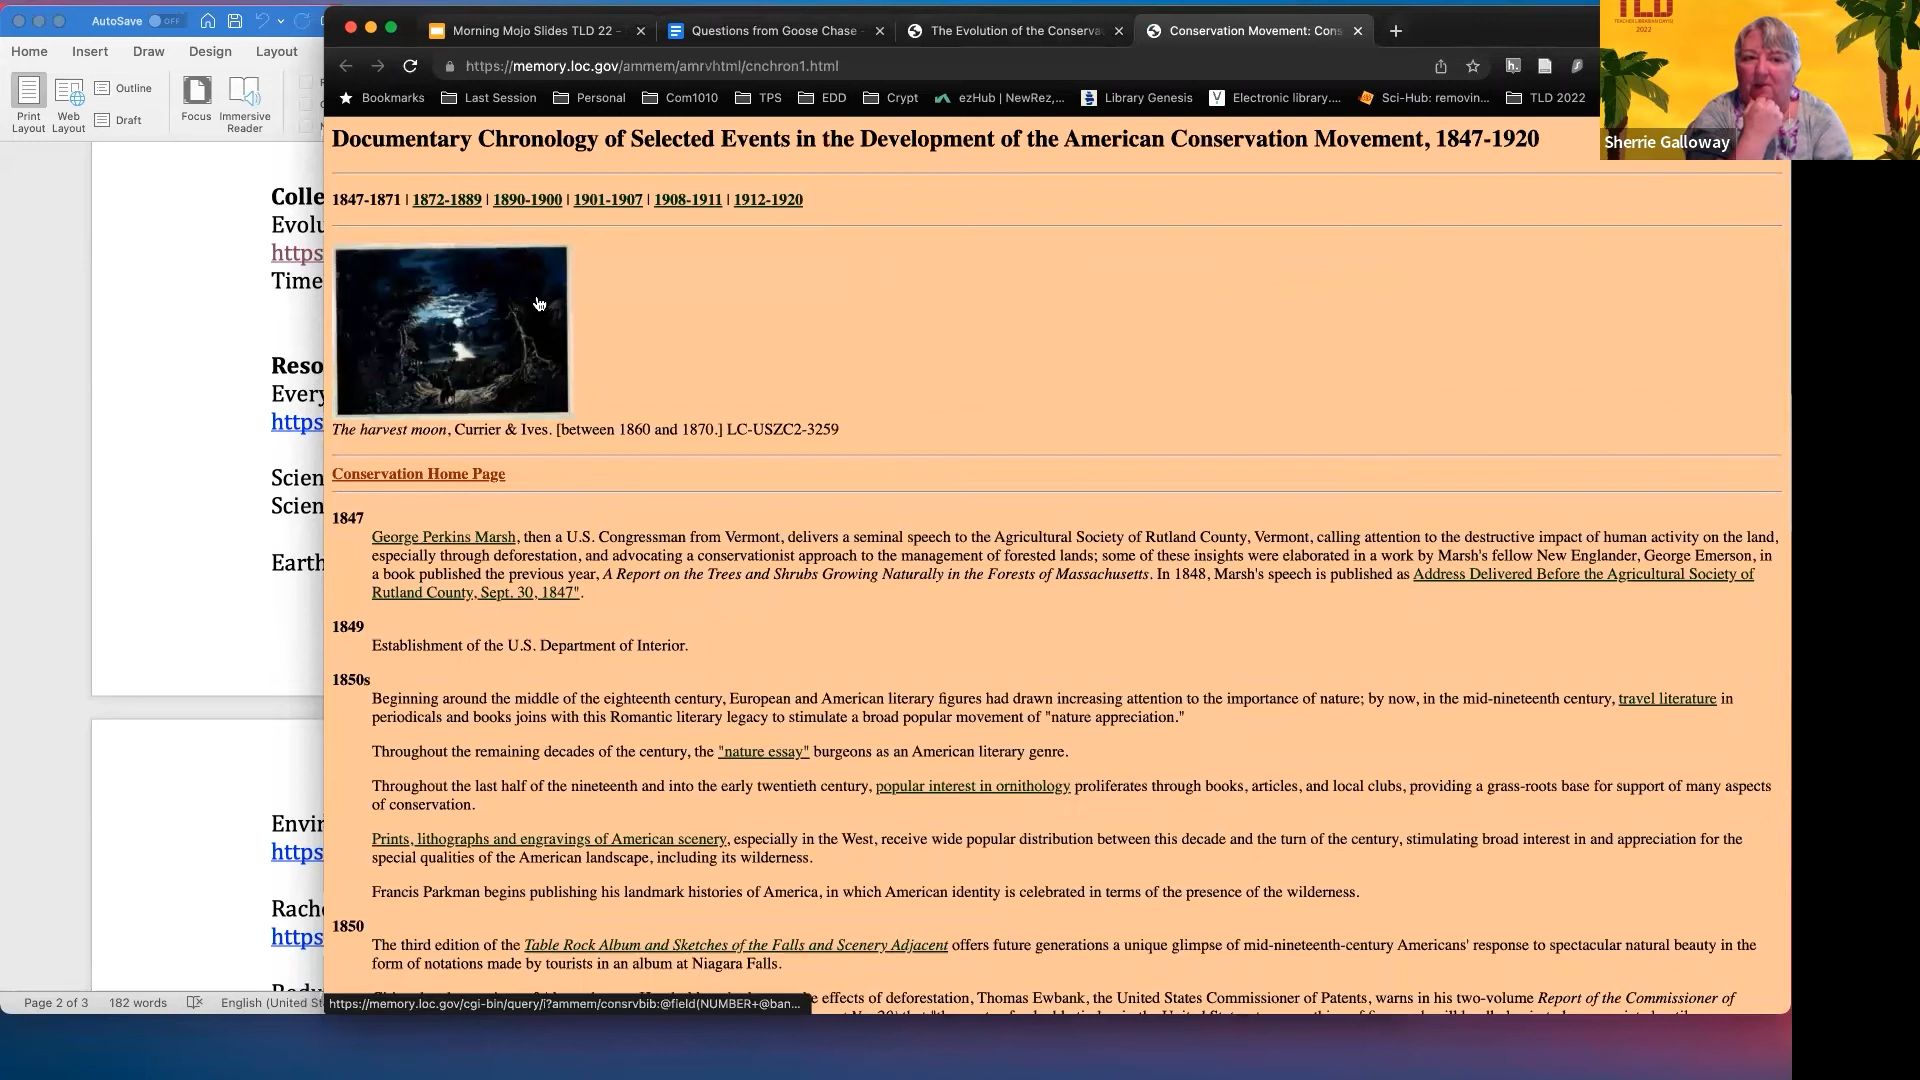 AutoSave OFF
Home Insert Draw Design Layout
Print Layout
Web Layout
Outline
Draft
Focus
Immersive Reader
Colle
Evolu
https
Time
Reso
Every
https
Scien
Scien
Earth
Envir
https
Rache
https
Page 2 of 3 182 words English (United St
Morning Mojo Slides TLD 22 -
Questions from Goose Chase -
The Evolution of the Conserva
Conservation Movement: Cons
https://memory.loc.gov/ammem/amrvhtml/cnchron1.html
Bookmarks Last Session Personal Com1010 TPS EDD Crypt ezHub | NewRez,... Library Genesis Electronic library.... Sci-Hub: removin... TLD 2022
Documentary Chronology of Selected Events in the Development of the American Conservation Movement, 1847-1920
1847-1871 | 1872-1889 | 1890-1900 | 1901-1907 | 1908-1911 | 1912-1920
The harvest moon, Currier & Ives. [between 1860 and 1870.] LC-USZC2-3259
Conservation Home Page
1847
George Perkins Marsh, then a U.S. Congressman from Vermont, delivers a seminal speech to the Agricultural Society of Rutland County, Vermont, calling attention to the destructive impact of human activity on the land,
especially through deforestation, and advocating a conservationist approach to the management of forested lands; some of these insights were elaborated in a work by Marsh's fellow New Englander, George Emerson, in
a book published the previous year, A Report on the Trees and Shrubs Growing Naturally in the Forests of Massachusetts. In 1848, Marsh's speech is published as Address Delivered Before the Agricultural Society of
Rutland County, Sept. 30, 1847".
1849
Establishment of the U.S. Department of Interior.
1850s
Beginning around the middle of the eighteenth century, European and American literary figures had drawn increasing attention to the importance of nature; by now, in the mid-nineteenth century, travel literature in
periodicals and books joins with this Romantic literary legacy to stimulate a broad popular movement of "nature appreciation."
Throughout the remaining decades of the century, the "nature essay" burgeons as an American literary genre.
Throughout the last half of the nineteenth and into the early twentieth century, popular interest in ornithology proliferates through books, articles, and local clubs, providing a grass-roots base for support of many aspects
of conservation.
Prints, lithographs and engravings of American scenery, especially in the West, receive wide popular distribution between this decade and the turn of the century, stimulating broad interest in and appreciation for the
special qualities of the American landscape, including its wilderness.
Francis Parkman begins publishing his landmark histories of America, in which American identity is celebrated in terms of the presence of the wilderness.
1850
The third edition of the Table Rock Album and Sketches of the Falls and Scenery Adjacent offers future generations a unique glimpse of mid-nineteenth-century Americans' response to spectacular natural beauty in the
form of notations made by tourists in an album at Niagara Falls.
effects of deforestation, Thomas Ewbank, the United States Commissioner of Patents, warns in his two-volume Report of the Commissioner of
https://memory.loc.gov/cgi-bin/query/i?ammem/consrvbib:@field(NUMBER+@ban...
TLD
TEACHER LIBRARIAN DAY(S)
2022
Sherrie Galloway